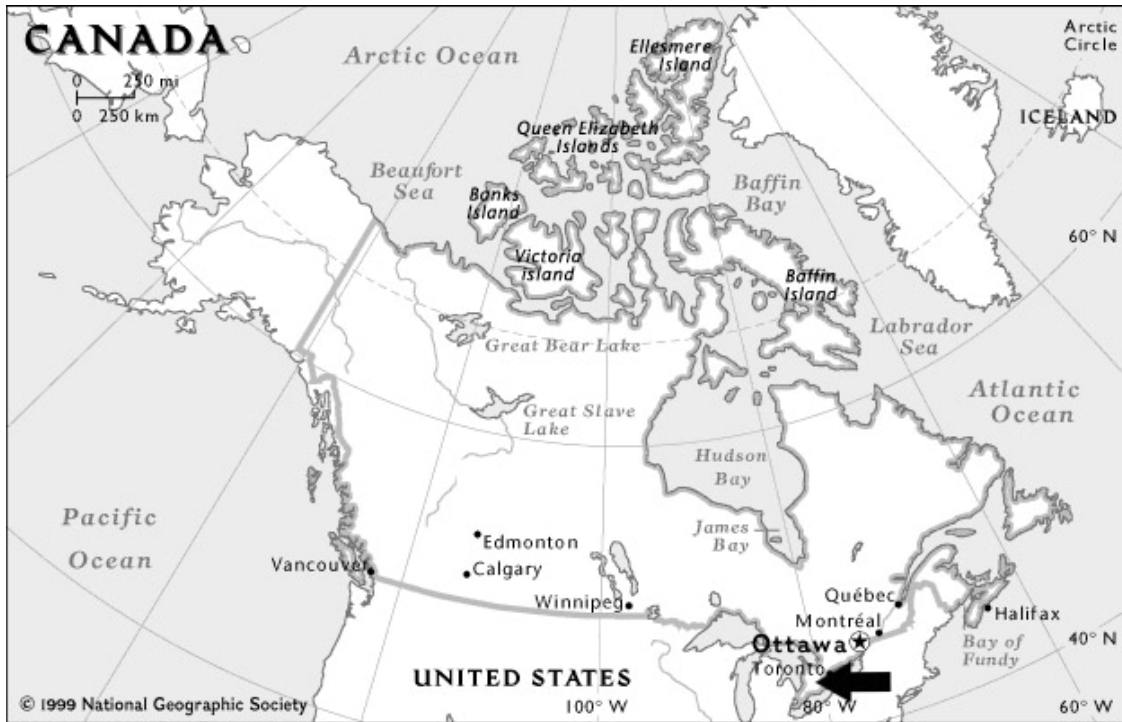 CANADA
0 250 mi
0 250 km
Arctic Ocean
Ellesmere
Island
Arctic
Circle
ICELAND
Queen Elizabeth
Islands
Beaufort
Sea
Banks
Island
Baffin
Bay
60° N
Victoria
island
Baffin
Island
Labrador
Sea
Great Bear Lake
Great Slave
Lake
Atlantic
Ocean
Hudson
Bay
James
Bay
Pacific
Ocean
Edmonton
Calgary
Vancouver
Winnipeg
Québec
Montréal
Ottawa
Toronto
Halifax
Bay of
Fundy
40° N
UNITED STATES
© 1999 National Geographic Society
100° W
80° W
60° W